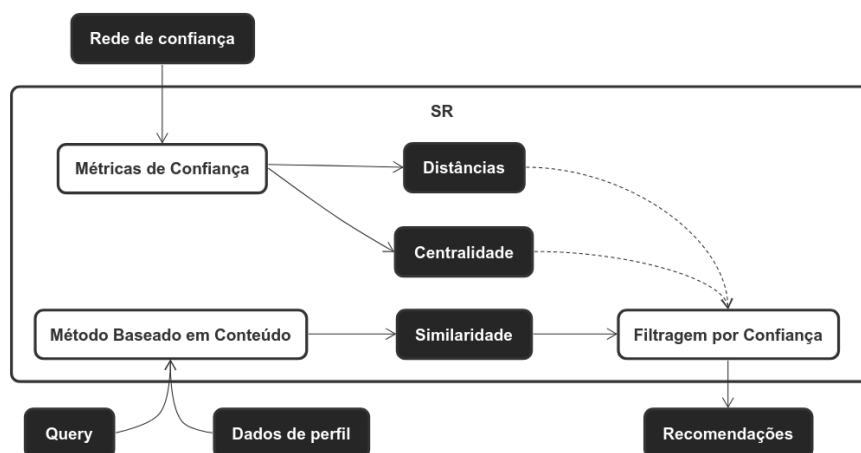 Rede de confiança
SR
Métricas de Confiança
Distâncias
Centralidade
Método Baseado em Conteúdo
Similaridade
Filtragem por Confiança
Query
Dados de perfil
Recomendações